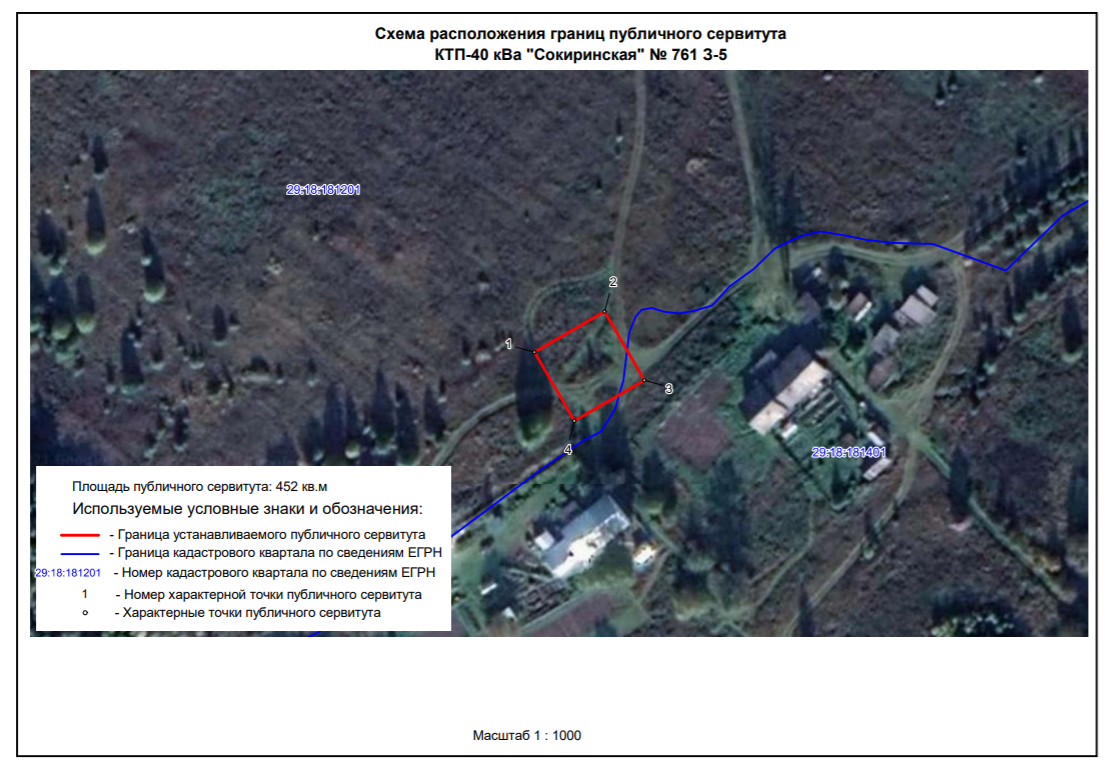 Схема расположения границ публичного сервитута
КТП-40 кВа "Сокиринская" № 761 З-5
29:18:181201
2
1
3
4
29:18:181401
Площадь публичного сервитута: 452 кв.м
Используемые условные знаки и обозначения:
- Граница устанавливаемого публичного сервитута
- Граница кадастрового квартала по сведениям ЕГРН
29:18:181201 - Номер кадастрового квартала по сведениям ЕГРН
1 - Номер характерной точки публичного сервитута
- Характерные точки публичного сервитута
Масштаб 1 : 1000